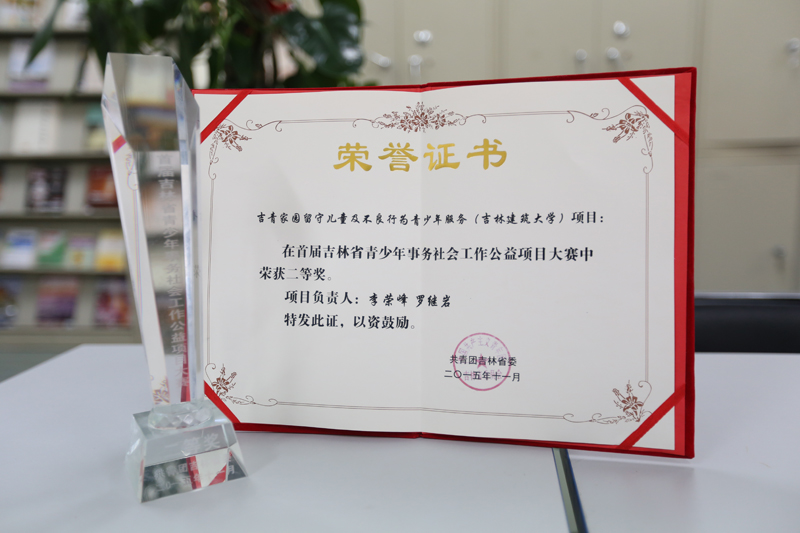 荣誉证书
吉青家园留守儿童及不良行为青少年服务（吉林建筑大学）项目：
在首届吉林省青少年事务社会工作公益项目大赛中
荣获二等奖。
项目负责人：李荣峰 罗继岩
特发此证，以资鼓励。
共青团吉林省委
二〇一五年十一月